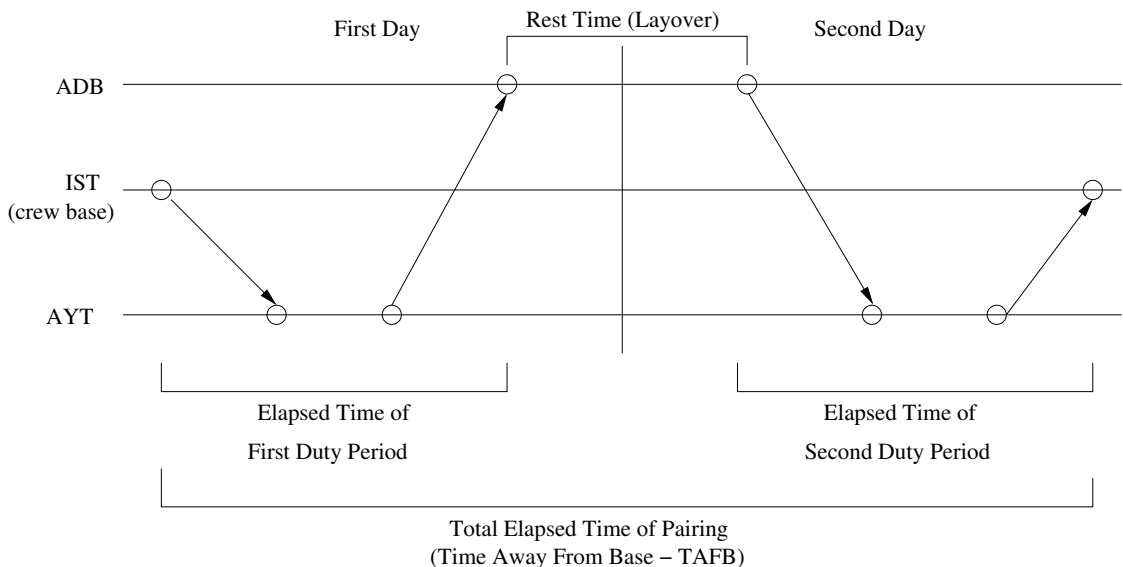 First Day
Rest Time (Layover)
Second Day
ADB
IST
(crew base)
AYT
Elapsed Time of
First Duty Period
Elapsed Time of
Second Duty Period
Total Elapsed Time of Pairing
(Time Away From Base – TAFB)